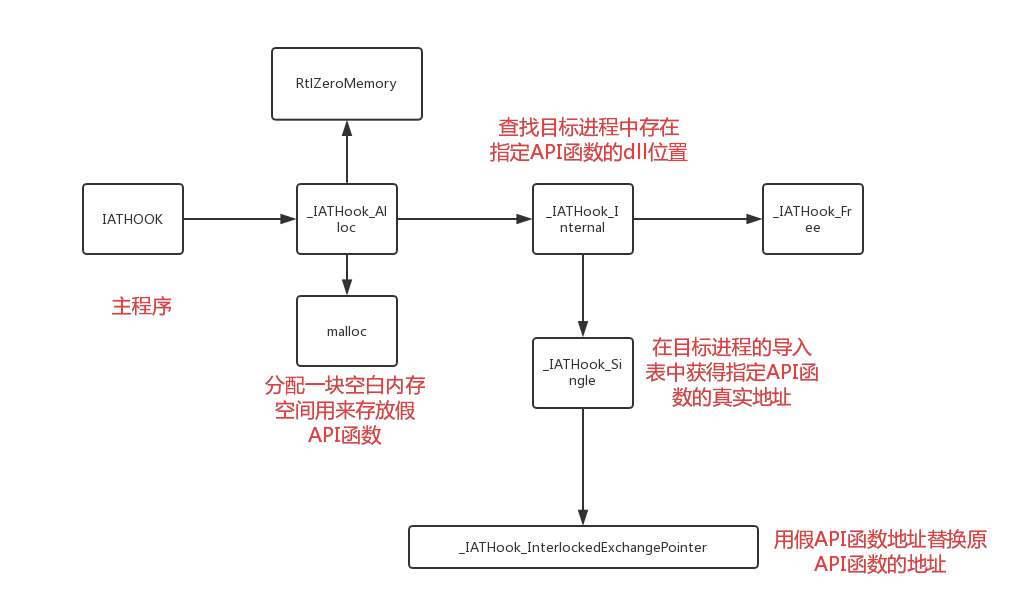 RtlZeroMemory
查找目标进程中存在
指定API函数的dll位置
IATHOOK
_IATHook_Al
loc
_IATHook_I
nternal
_IATHook_Fr
ee
主程序
malloc
分配一块空白内存
空间用来存放假
API函数
_IATHook_Si
ngle
在目标进程的导入
表中获得指定API函
数的真实地址
_IATHook_InterlockedExchangePointer
用假API函数地址替换原
API函数的地址